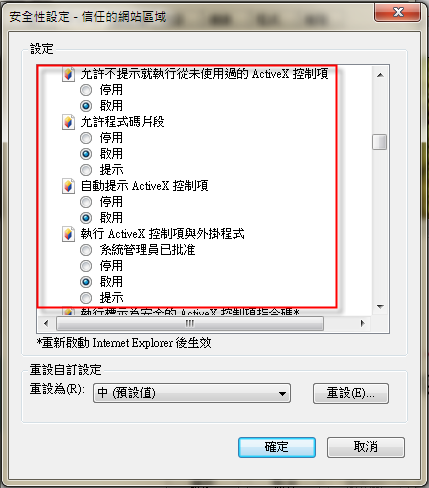 安全性設定 - 信任的網站區域
設定
允許不提示就執行從未使用過的 ActiveX 控制項
停用
啟用
允許程式碼片段
停用
啟用
提示
自動提示 ActiveX 控制項
停用
啟用
執行 ActiveX 控制項與外掛程式
系統管理員已批准
停用
啟用
提示
執行標示為安全的 ActiveX 控制項指令碼*
*重新啟動 Internet Explorer 後生效
重設自訂設定
重設為(R):
中 (預設值)
重設(E)...
確定
取消